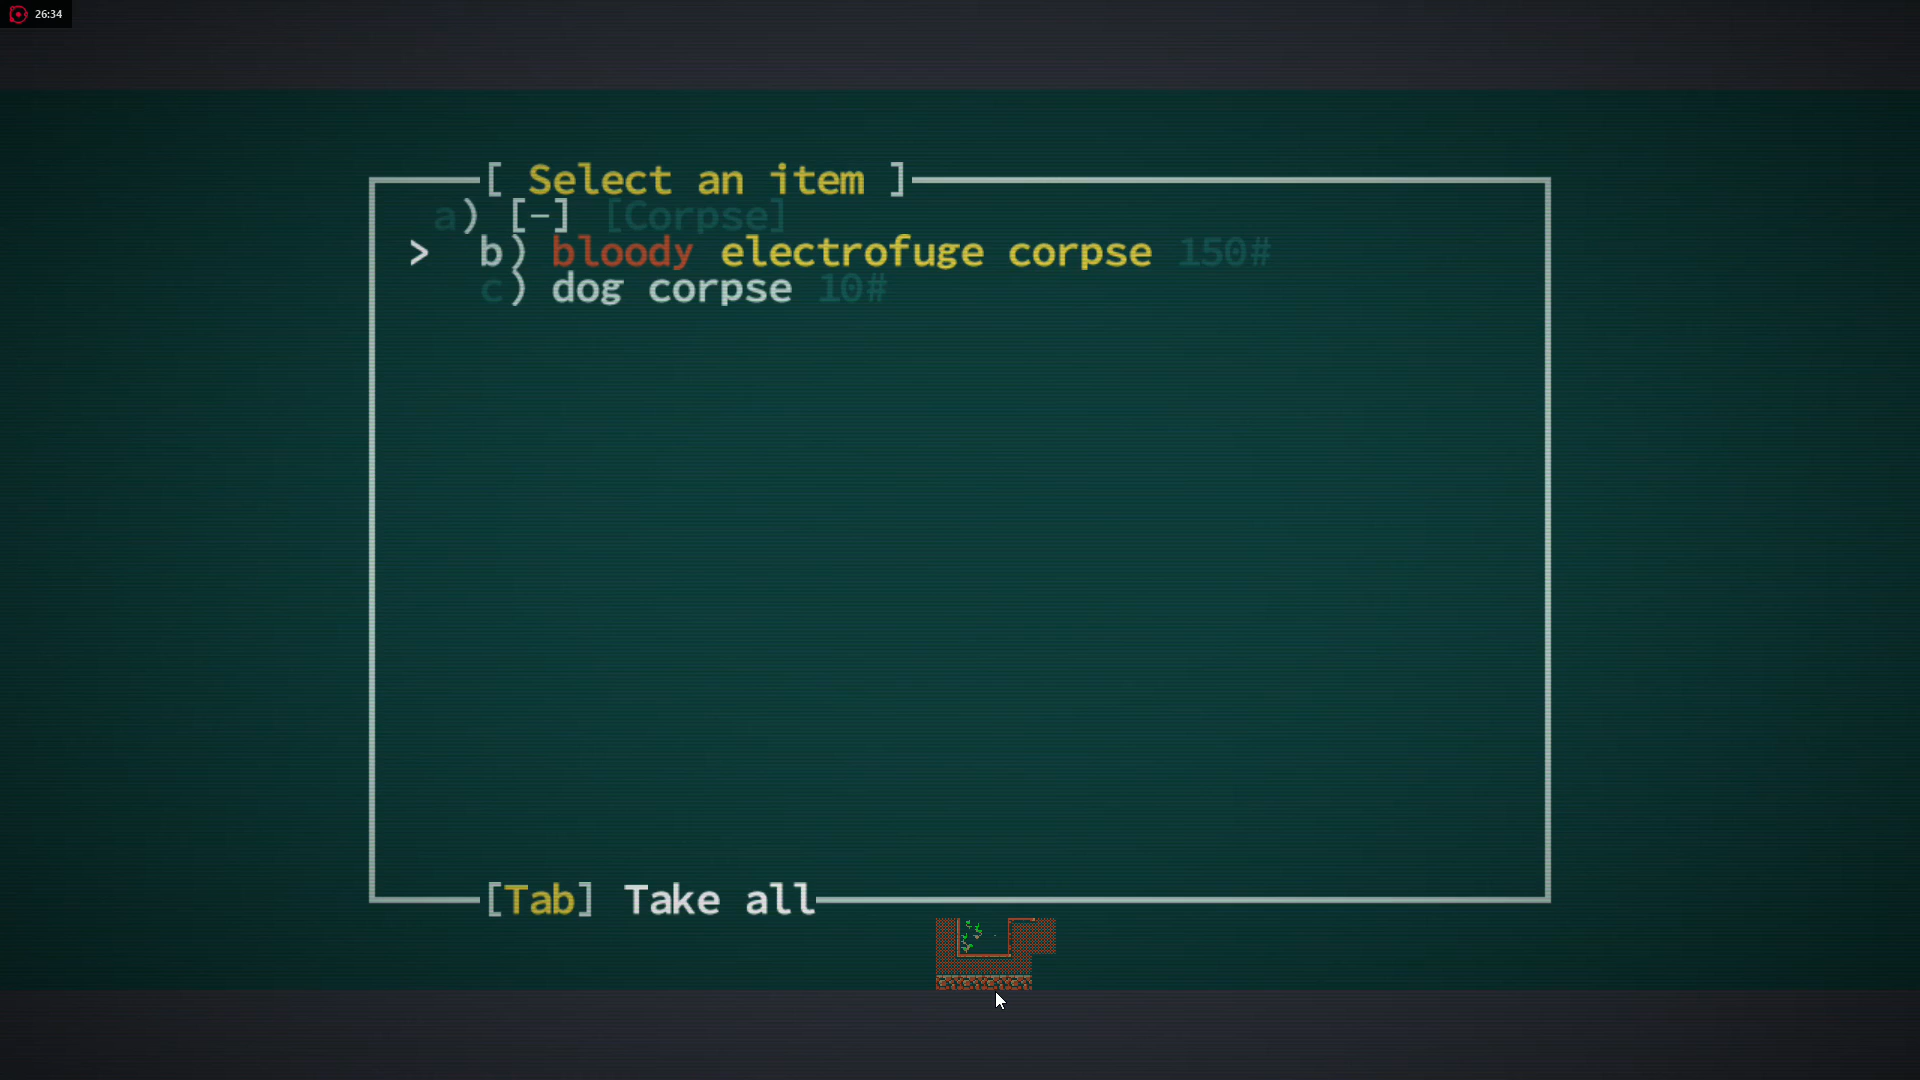 26:34
[ Select an item ]
a) [-] [Corpse]
> b) bloody electrofuge corpse 150#
c) dog corpse 10#
[Tab] Take all